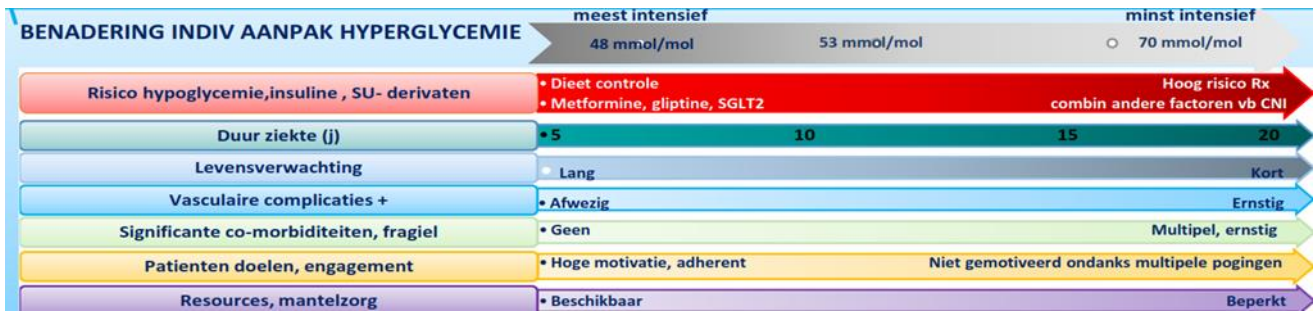 meest intensief minst intensief
BENADERING INDIV AANPAK HYPERGLYCEMIE 48 mmol/mol 53 mmol/mol 70 mmol/mol
Risico hypoglycemie,insuline , SU- derivaten
• Dieet controle Hoog risico Rx
• Metformine, gliptine, SGLT2 combin andere factoren vb CNI
Duur ziekte (j) • 5 10 15 20
Levensverwachting Lang Kort
Vasculaire complicaties + • Afwezig Ernstig
Significante co-morbiditeiten, fragiel • Geen Multipel, ernstig
Patienten doelen, engagement • Hoge motivatie, adherent Niet gemotiveerd ondanks multipele pogingen
Resources, mantelzorg • Beschikbaar Beperkt